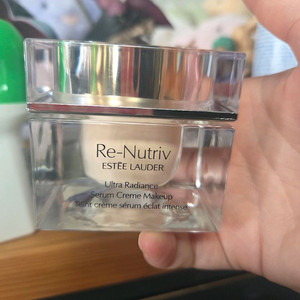 Re-Nutriv
ESTĒE LAUDER
Ultra Radiance
Serum Creme Makeup
Teint crème sérum éclat intense